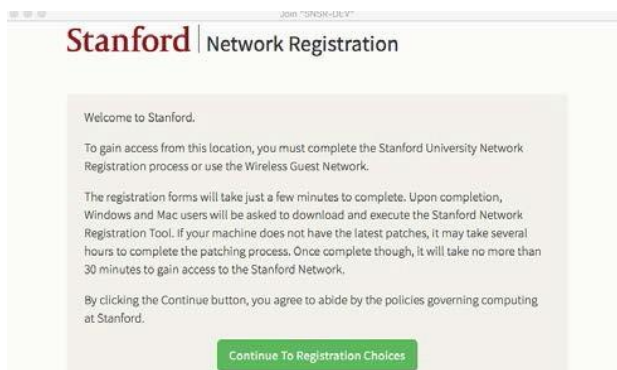 Join "SNSR-DEV"
Stanford | Network Registration
Welcome to Stanford.
To gain access from this location, you must complete the Stanford University Network
Registration process or use the Wireless Guest Network.
The registration forms will take just a few minutes to complete. Upon completion,
Windows and Mac users will be asked to download and execute the Stanford Network
Registration Tool. If your machine does not have the latest patches, it may take several
hours to complete the patching process. Once complete though, it will take no more than
30 minutes to gain access to the Stanford Network.
By clicking the Continue button, you agree to abide by the policies governing computing
at Stanford.
Continue To Registration Choices